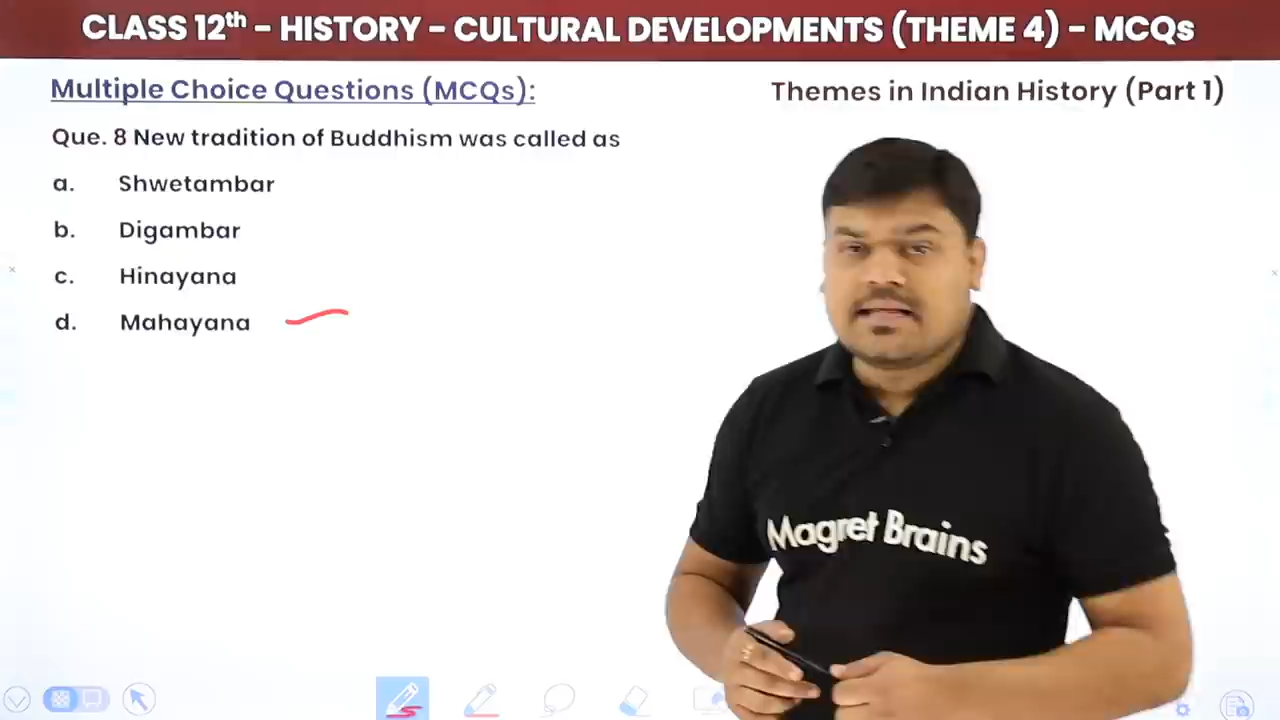 CLASS 12th - HISTORY - CULTURAL DEVELOPMENTS (THEME 4) - MCQs
Multiple Choice Questions (MCQs):
Themes in Indian History (Part 1)
Que. 8 New tradition of Buddhism was called as
a. Shwetambar
b. Digambar
c. Hinayana
d. Mahayana
Magnet Brains